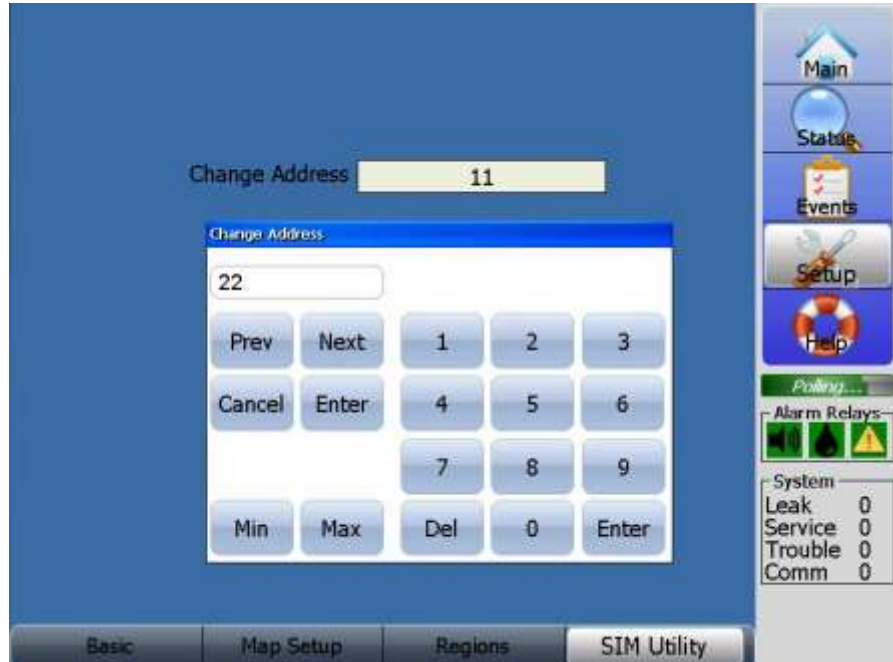 Main
Status
Events
Setup
Help
Change Address 11
Change Address
22
Prev Next 1 2 3
Cancel Enter 4 5 6
7 8 9
Min Max Del 0 Enter
Polling...
Alarm Relays
System
Leak 0
Service 0
Trouble 0
Comm 0
Basic Map Setup Regions SIM Utility